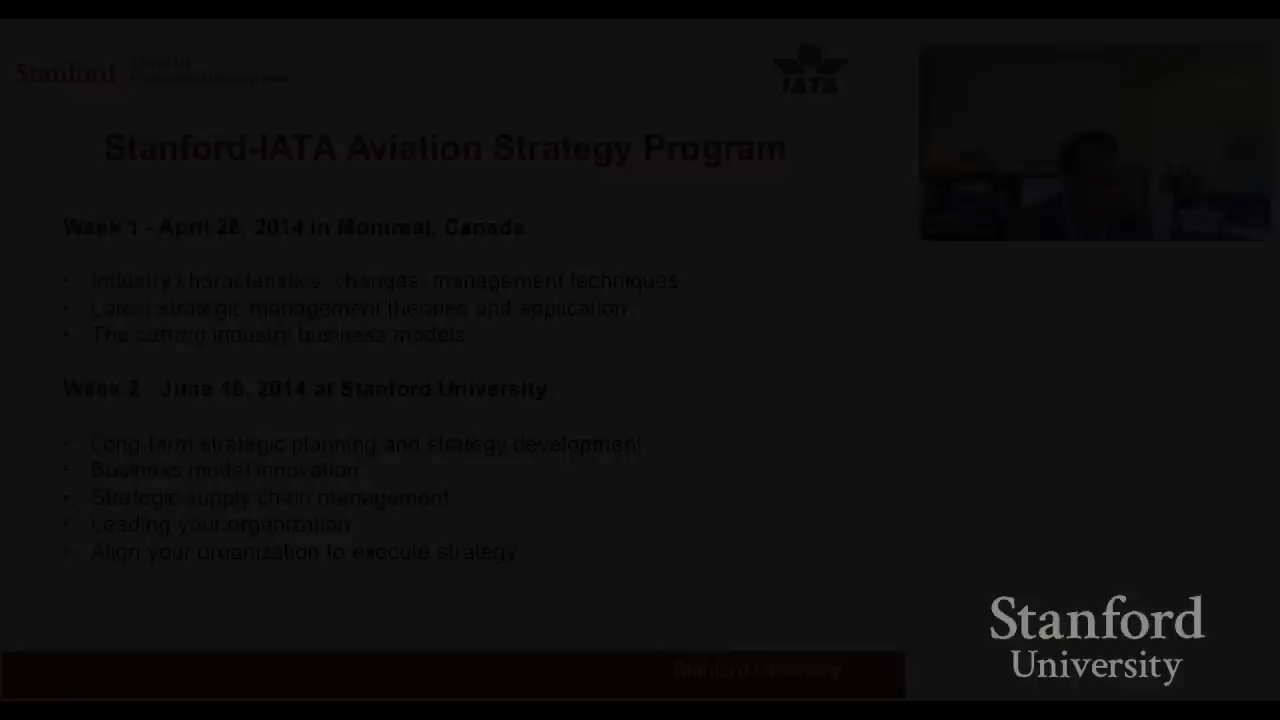 Stanford
IATA
Stanford-IATA Aviation Strategy Program
Week 1 - April 28, 2014 in Montreal, Canada
• Industry characteristics, changes, management techniques
• Latest strategic management theories and application
• The current industry business models
Week 2 - June 16, 2014 at Stanford University
• Long-term strategic planning and strategy development
• Business model innovation
• Strategic supply chain management
• Leading your organization
• Align your organization to execute strategy
Stanford University
Stanford
University